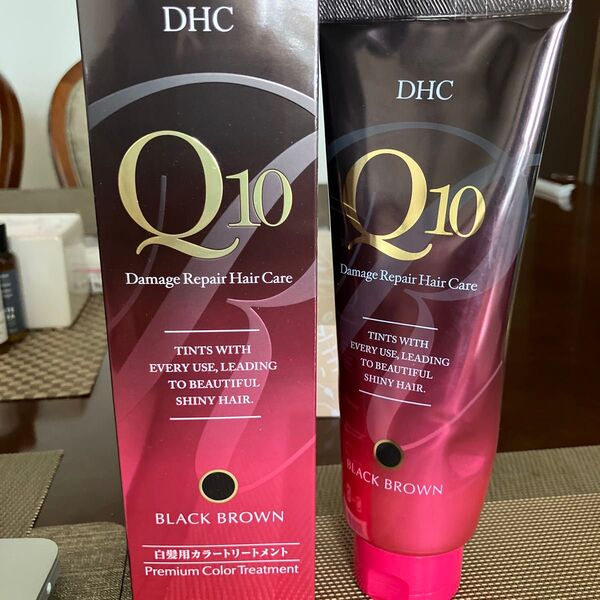 DHC
Q10
Damage Repair Hair Care
TINTS WITH
EVERY USE, LEADING
TO BEAUTIFUL
SHINY HAIR.
BLACK BROWN
白髪用カラートリートメント
Premium Color Treatment
DHC
Q10
Damage Repair Hair Care
TINTS WITH
EVERY USE, LEADING
TO BEAUTIFUL
SHINY HAIR.
BLACK BROWN